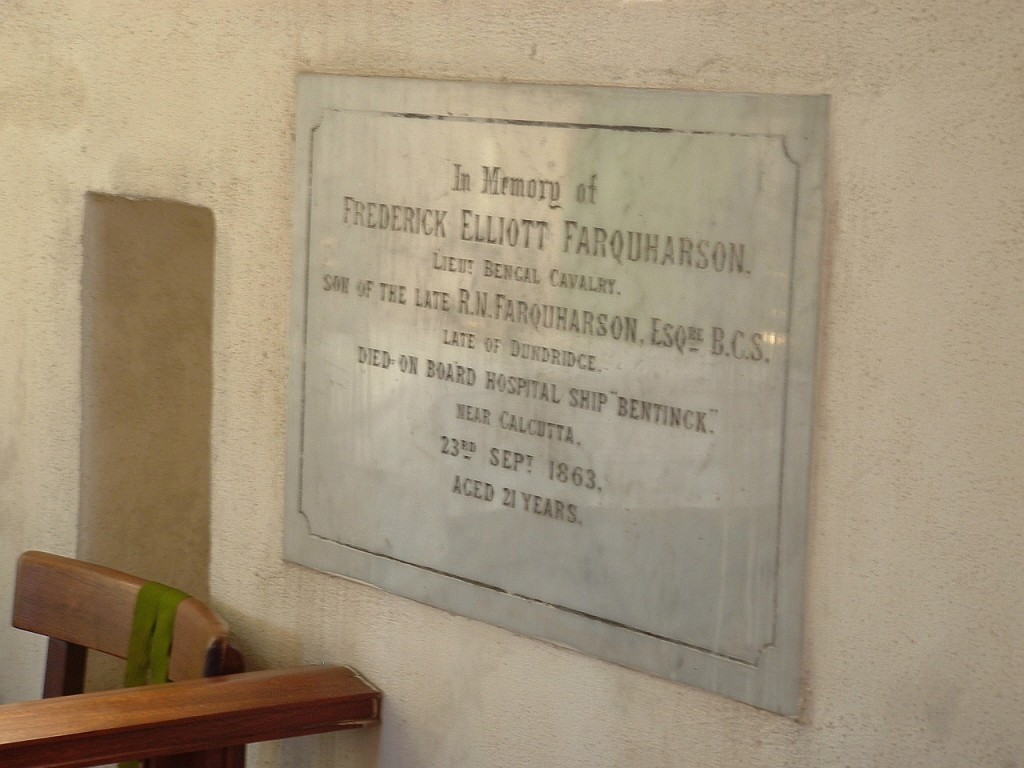 In Memory of
FREDERICK ELLIOTT FARQUHARSON.
LIEUT BENGAL CAVALRY.
SON OF THE LATE R.N. FARQUHARSON, ESQRE B.C.S.
LATE OF DUNDRIDGE.
DIED ON BOARD HOSPITAL SHIP "BENTINCK".
NEAR CALCUTTA.
23RD SEPT 1863.
AGED 21 YEARS.